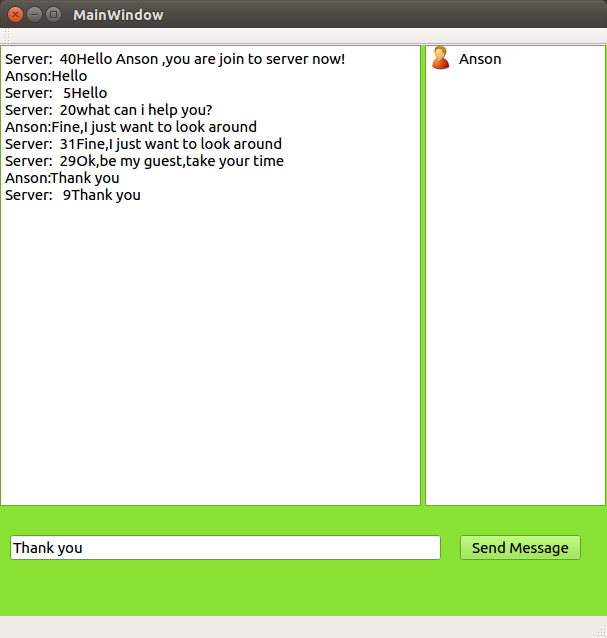 MainWindow
Server:  40Hello Anson ,you are join to server now!
Anson:Hello
Server:   5Hello
Server:  20what can i help you?
Anson:Fine,I just want to look around
Server:  31Fine,I just want to look around
Server:  29Ok,be my guest,take your time
Anson:Thank you
Server:   9Thank you
Anson
Thank you
Send Message